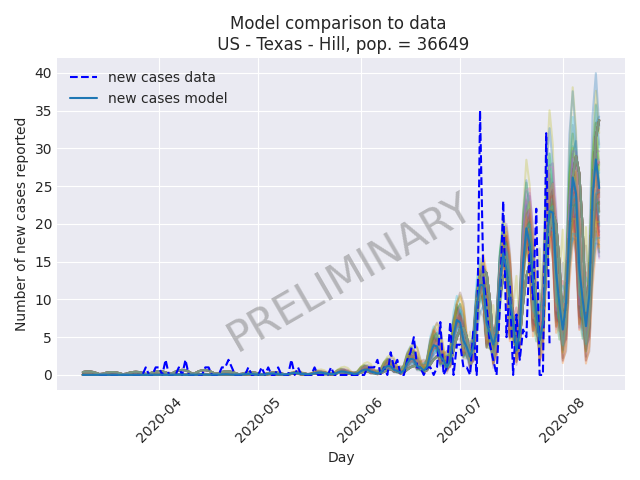 Model comparison to data
US - Texas - Hill, pop. = 36649
new cases data
new cases model
PRELIMINARY
Number of new cases reported
40
35
30
25
20
15
10
5
0
2020-04
2020-05
2020-06
2020-07
2020-08
Day